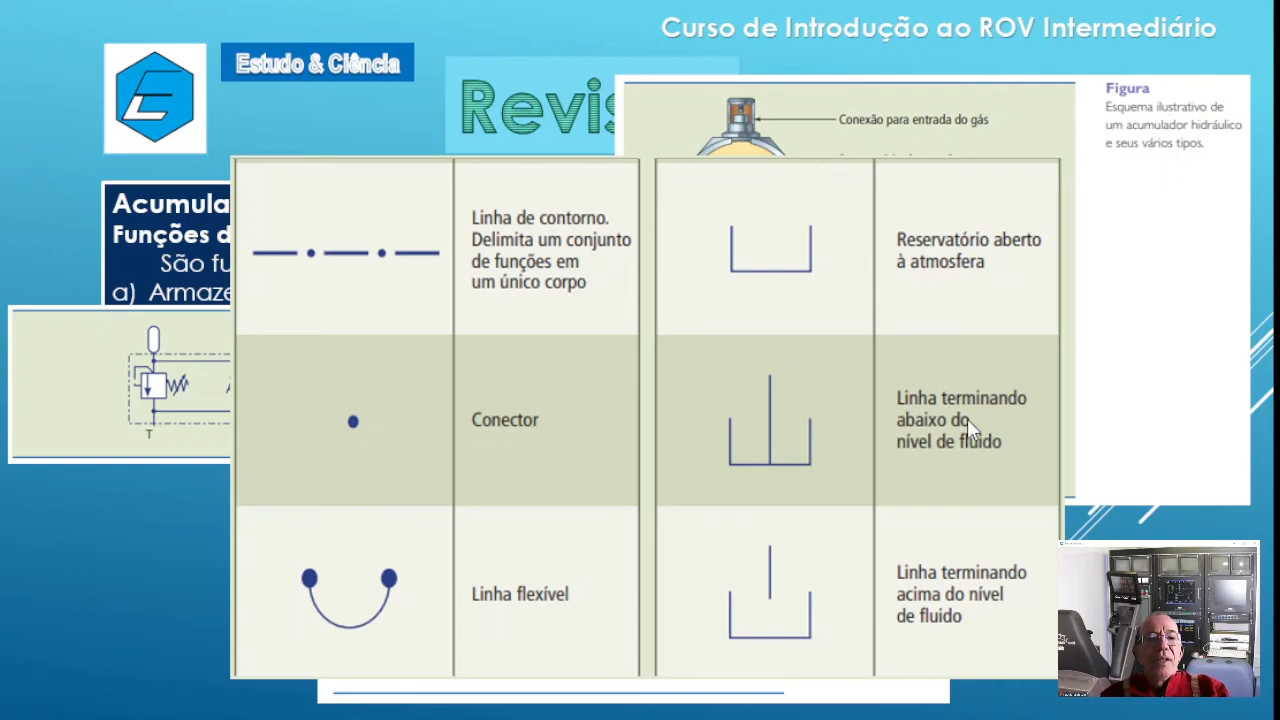 Curso de Introdução ao ROV Intermediário
Estudo & Ciência
Revis
Figura
Esquema ilustrativo de
um acumulador hidráulico
e seus vários tipos.
Conexão para entrada do gás
Acumula
Funções d
São fu
a) Armaze
T
Linha de contorno.
Delimita um conjunto
de funções em
um único corpo
Reservatório aberto
à atmosfera
Conector
Linha terminando
abaixo do
nível de fluido
Linha flexível
Linha terminando
acima do nível
de fluido